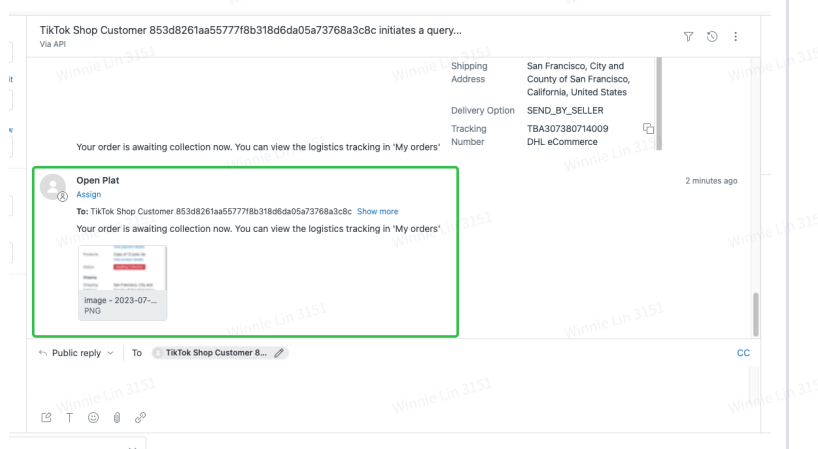 TikTok Shop Customer 853d8261aa55777f8b318d6da05a73768a3c8c initiates a query...
Via API
Shipping Address
San Francisco, City and County of San Francisco, California, United States
Delivery Option
SEND_BY_SELLER
Tracking Number
TBA307380714009
DHL eCommerce
Your order is awaiting collection now. You can view the logistics tracking in 'My orders'
Open Plat
2 minutes ago
Assign
To: TikTok Shop Customer 853d8261aa55777f8b318d6da05a73768a3c8c Show more
Your order is awaiting collection now. You can view the logistics tracking in 'My orders'
image - 2023-07-...
PNG
Public reply
To
TikTok Shop Customer 8...
CC
Winnie Lin 3151